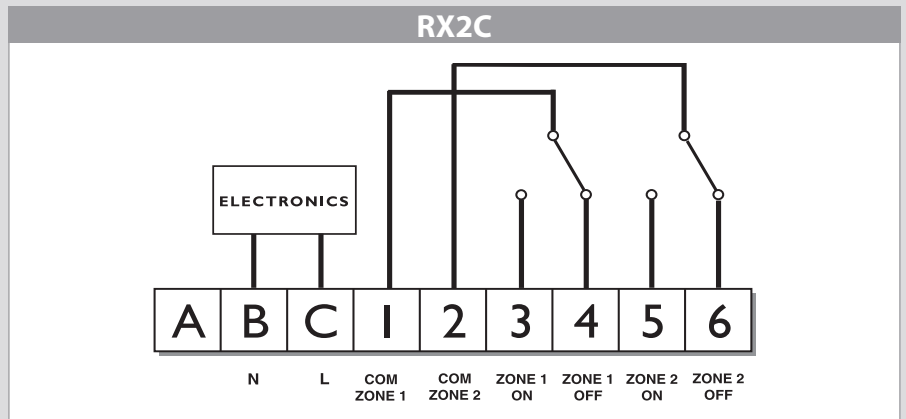 RX2C
ELECTRONICS
A B C 1 2 3 4 5 6
N L COM ZONE 1 COM ZONE 2 ZONE 1 ON ZONE 1 OFF ZONE 2 ON ZONE 2 OFF